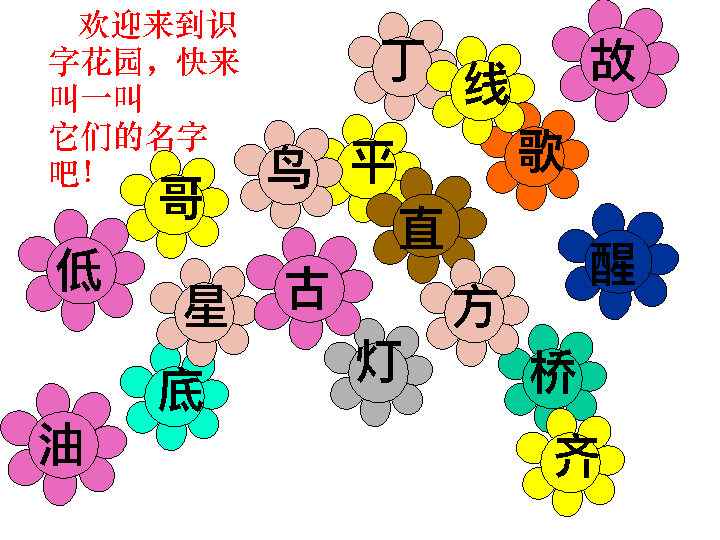 欢迎来到识
字花园，快来
叫一叫
它们的名字
吧！
丁
线
故
歌
平
鸟
哥
直
低
醒
星
古
方
灯
桥
底
油
齐